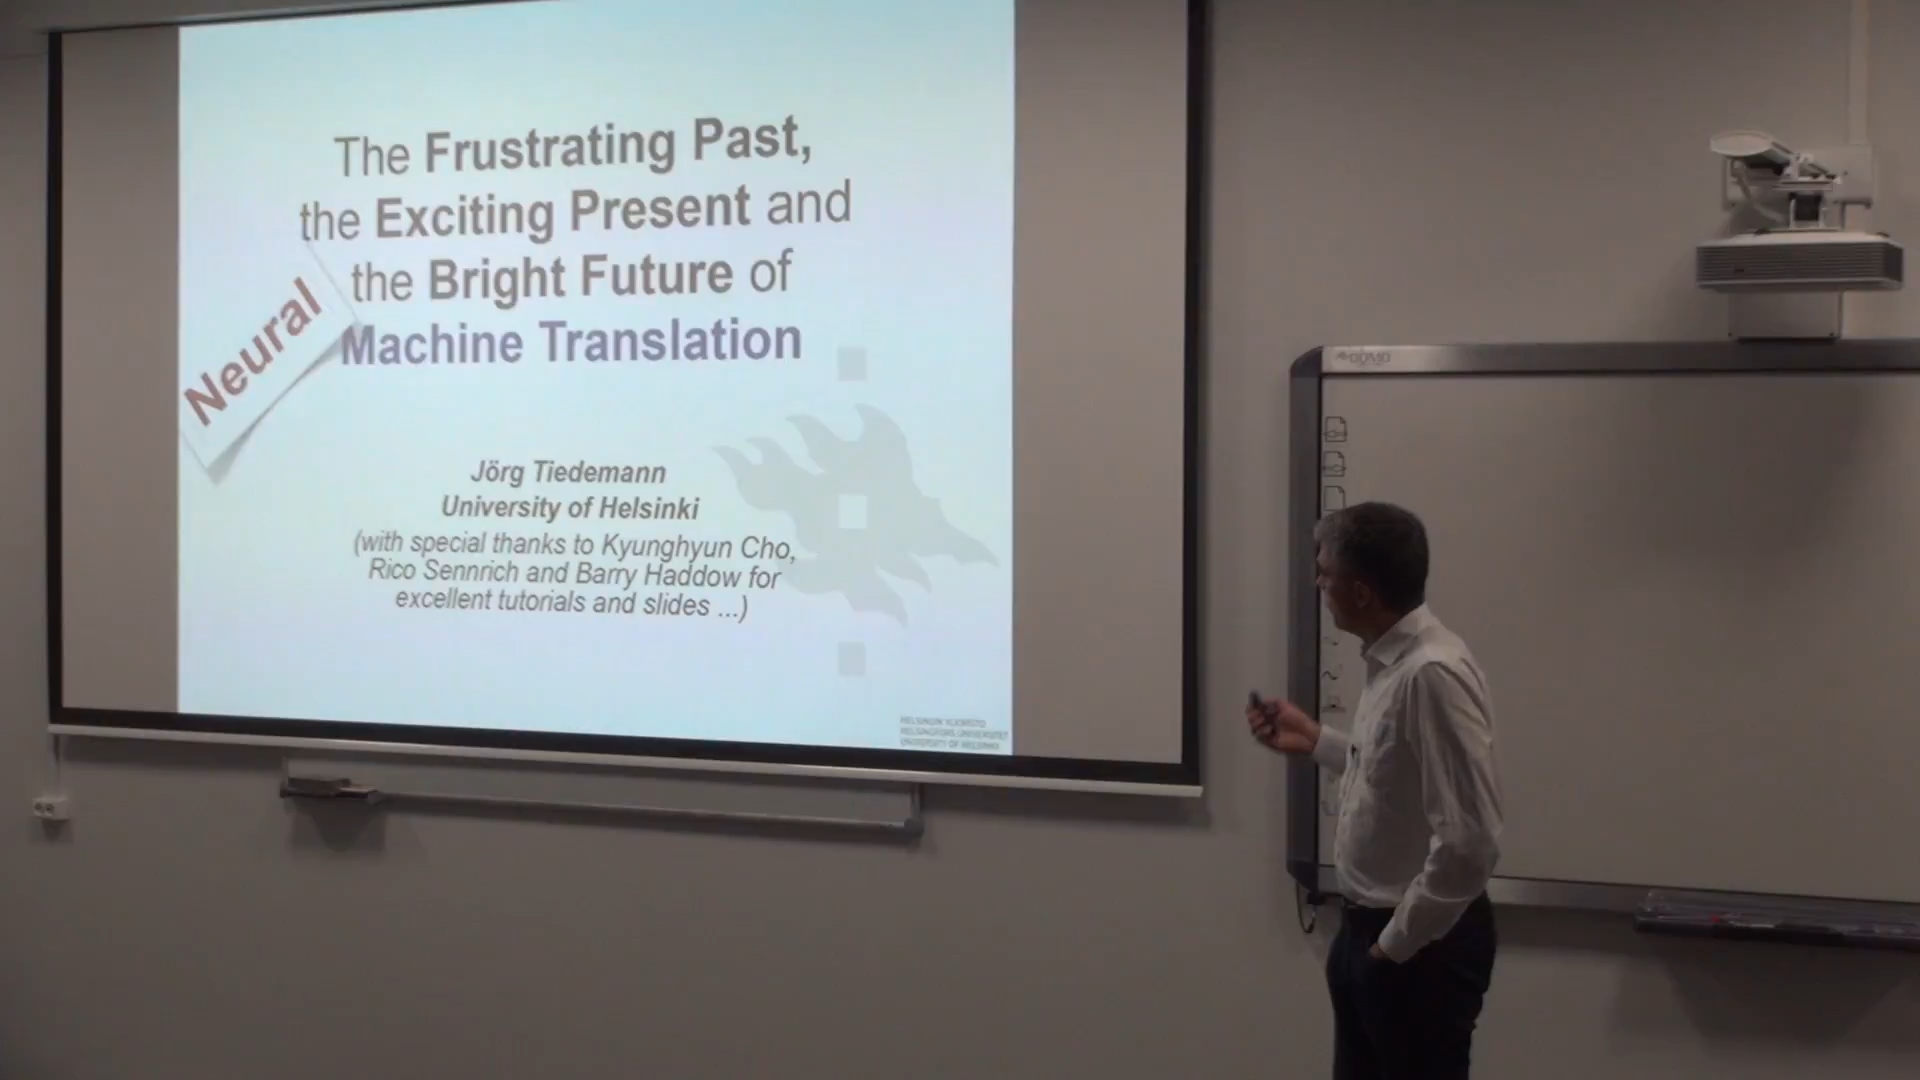 The Frustrating Past,
the Exciting Present and
the Bright Future of
Neural
Machine Translation
Jörg Tiedemann
University of Helsinki
(with special thanks to Kyunghyun Cho,
Rico Sennrich and Barry Haddow for
excellent tutorials and slides ...)
HELSINGIN YLIOPISTO
HELSINGFORS UNIVERSITET
UNIVERSITY OF HELSINKI